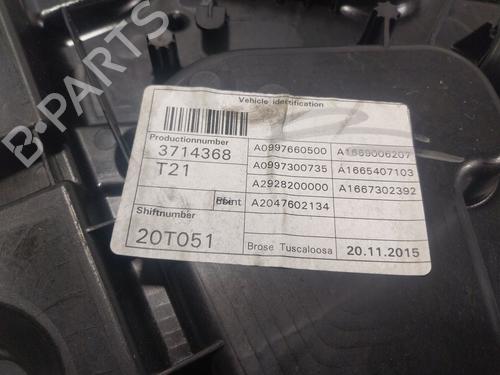 B-PARTS
Vehicle identification
Productionnumber
3714368
T21
Shiftnumber
20T051
A0997660500 A1669006207
A0997300735 A1665407103
A2928200000 A1667302392
A2047602134
Brose Tuscaloosa 20.11.2015